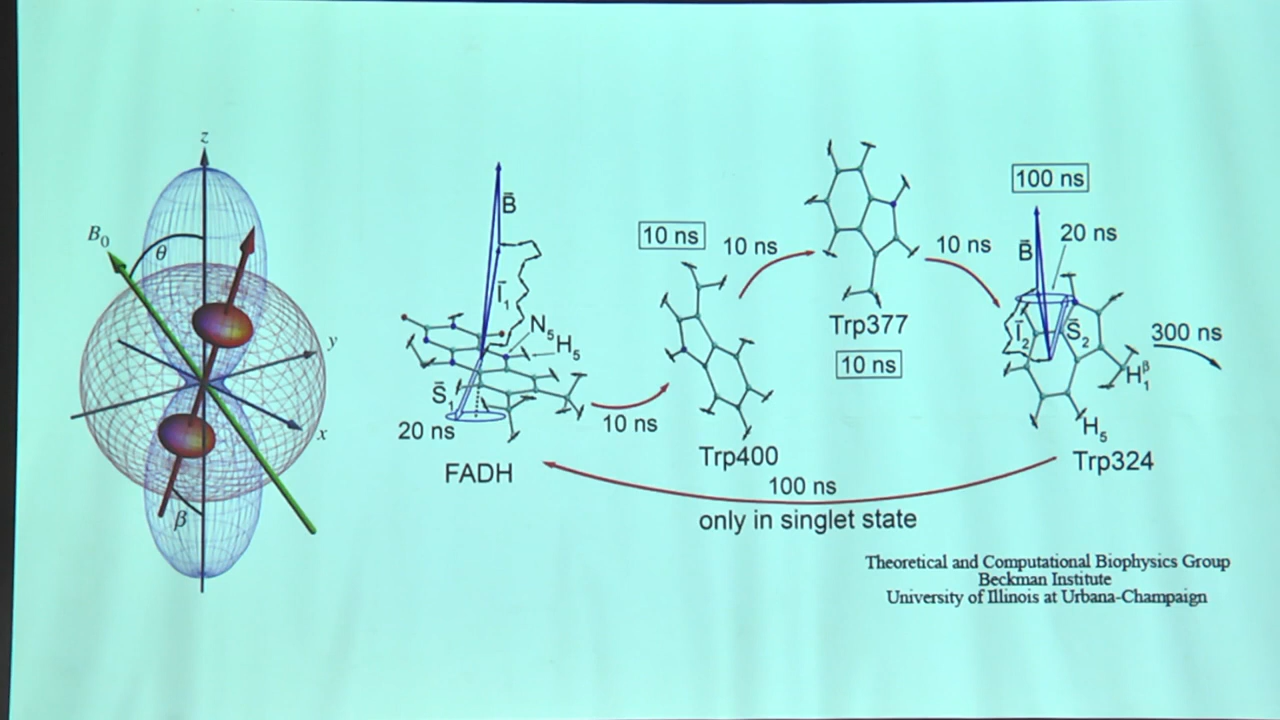 z
B₀
θ
y
x
β
B̄
Ī₁
N₅
H₅
S̄₁
20 ns
FADH
10 ns
10 ns
10 ns
Trp400
Trp377
10 ns
10 ns
100 ns
B̄
20 ns
Ī₂
S̄₂
H₁ᵝ
H₅
Trp324
300 ns
100 ns
only in singlet state
Theoretical and Computational Biophysics Group
Beckman Institute
University of Illinois at Urbana-Champaign